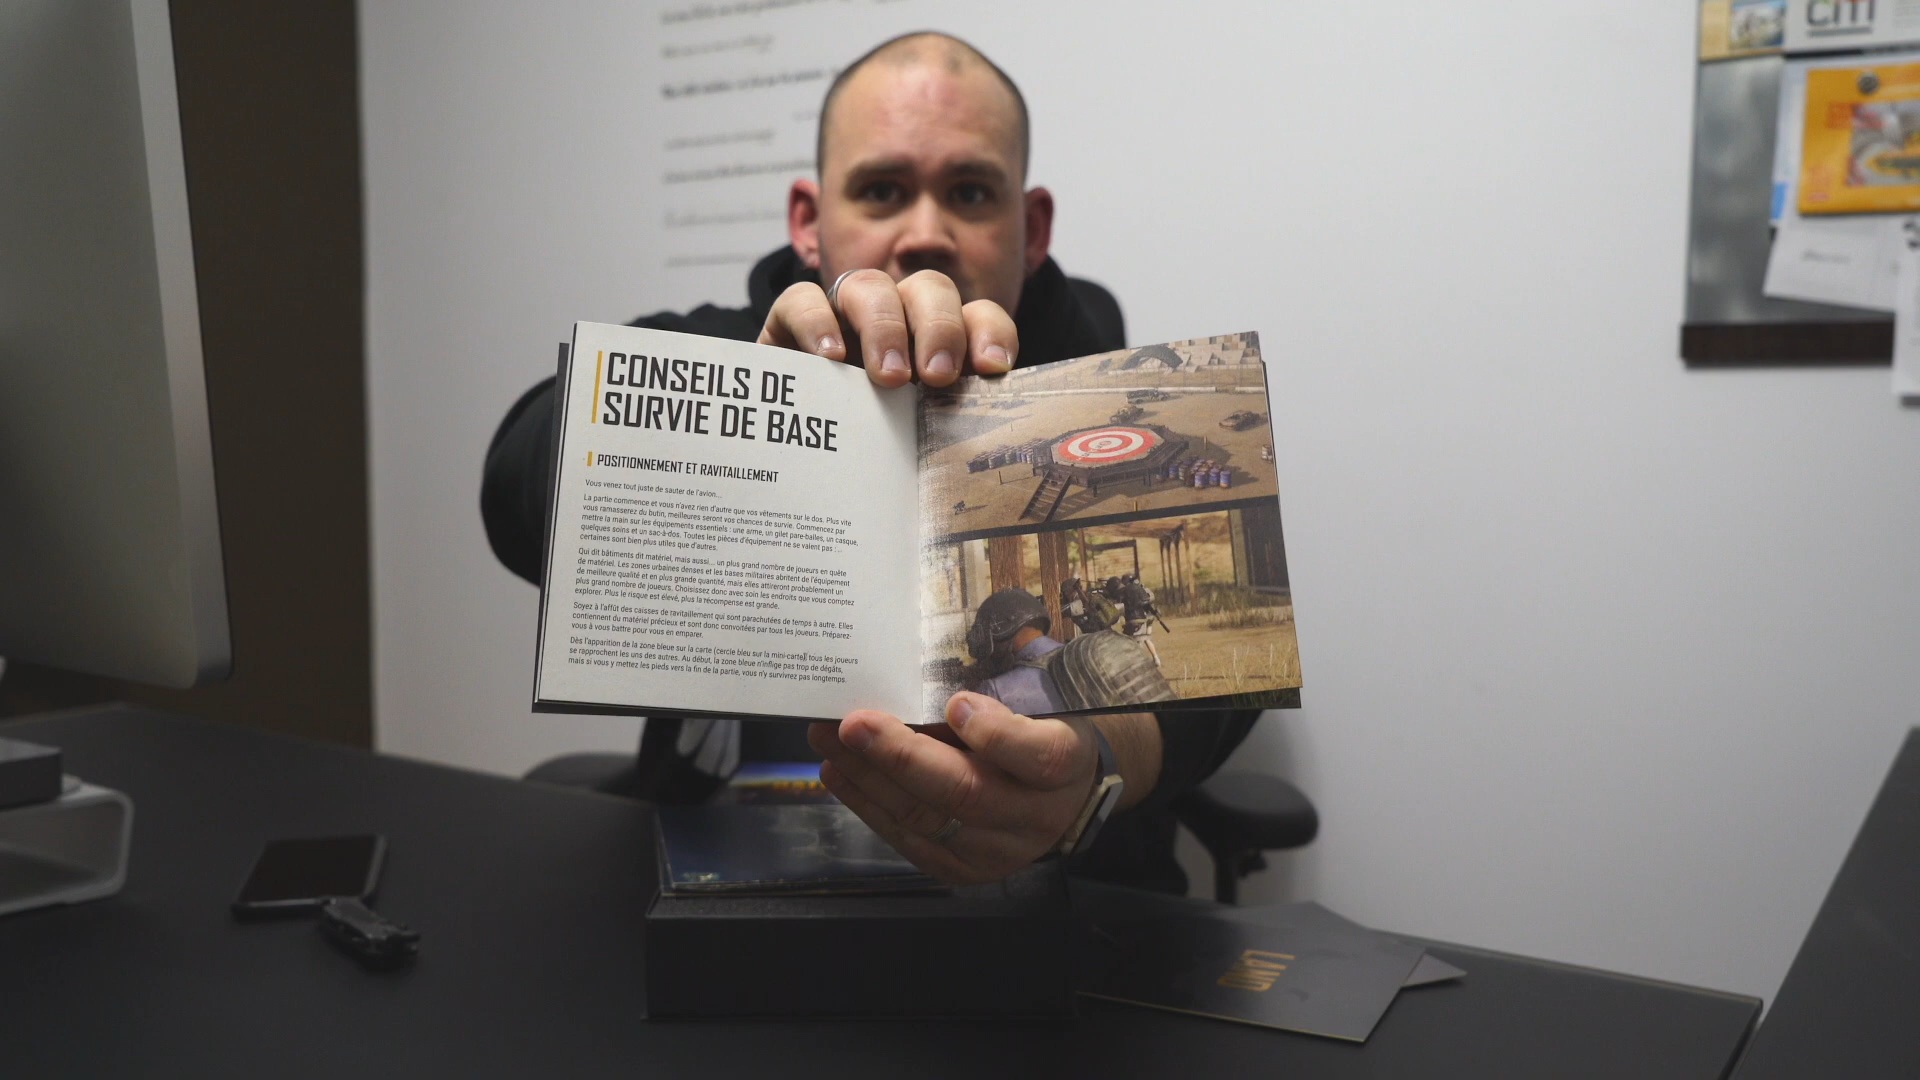 CONSEILS DE
SURVIE DE BASE
POSITIONNEMENT ET RAVITAILLEMENT
Vous venez tout juste de sauter de l'avion...
La partie commence et vous n'avez rien d'autre que vos vêtements sur le dos. Plus vite
vous ramasserez du butin, meilleures seront vos chances de survie. Commencez par
mettre la main sur les équipements essentiels : une arme, un gilet pare-balles, un casque,
quelques soins et un sac-à-dos. Toutes les pièces d'équipement ne se valent pas :...
certaines sont bien plus utiles que d'autres.
Qui dit bâtiments dit matériel, mais aussi... un plus grand nombre de joueurs en quête
de matériel. Les zones urbaines denses et les bases militaires abritent de l'équipement
de meilleure qualité et en plus grande quantité, mais elles attireront probablement un
plus grand nombre de joueurs. Choisissez donc avec soin les endroits que vous comptez
explorer. Plus le risque est élevé, plus la récompense est grande.
Soyez à l'affût des caisses de ravitaillement qui sont parachutées de temps à autre. Elles
contiennent du matériel précieux et sont donc convoitées par tous les joueurs. Préparez-
vous à vous battre pour vous en emparer.
Dès l'apparition de la zone bleue sur la carte (cercle bleu sur la mini-carte), tous les joueurs
se rapprochent les uns des autres. Au début, la zone bleue n'inflige pas trop de dégâts,
mais si vous y mettez les pieds vers la fin de la partie, vous n'y survivrez pas longtemps.
CITI
LAND